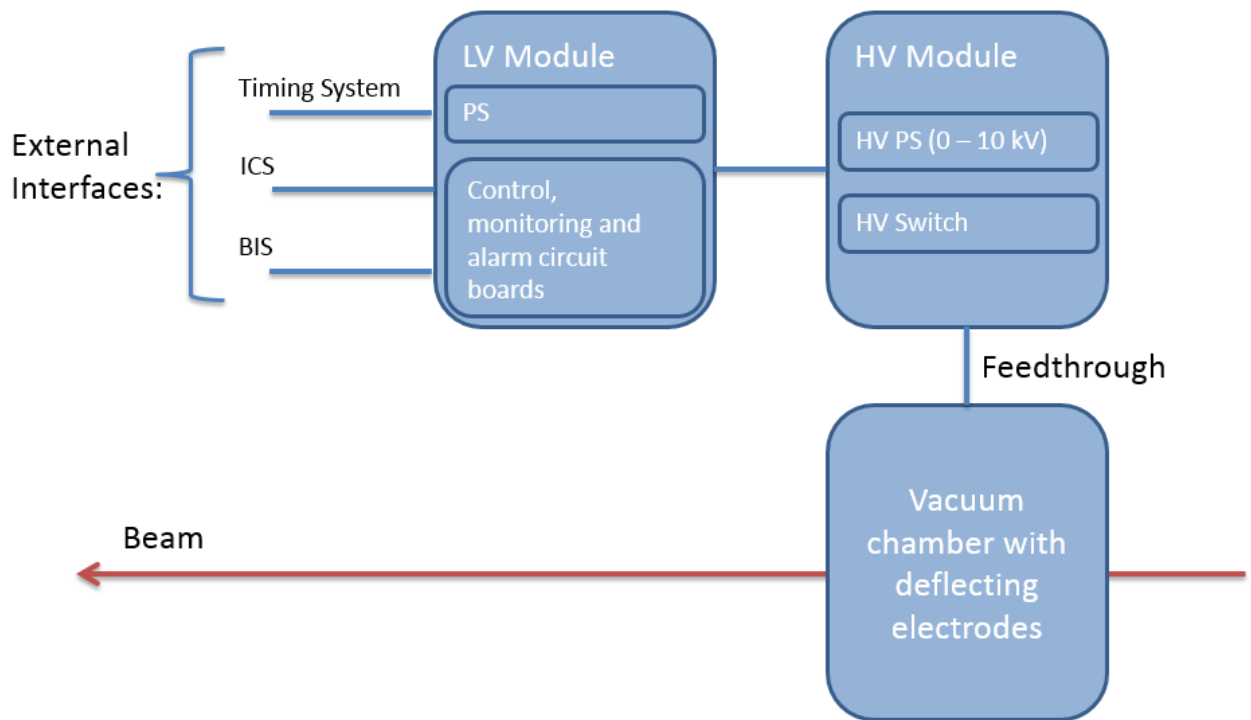 External
Interfaces:
Timing System
ICS
BIS
LV Module
PS
Control,
monitoring and
alarm circuit
boards
HV Module
HV PS (0 – 10 kV)
HV Switch
Feedthrough
Vacuum
chamber with
deflecting
electrodes
Beam